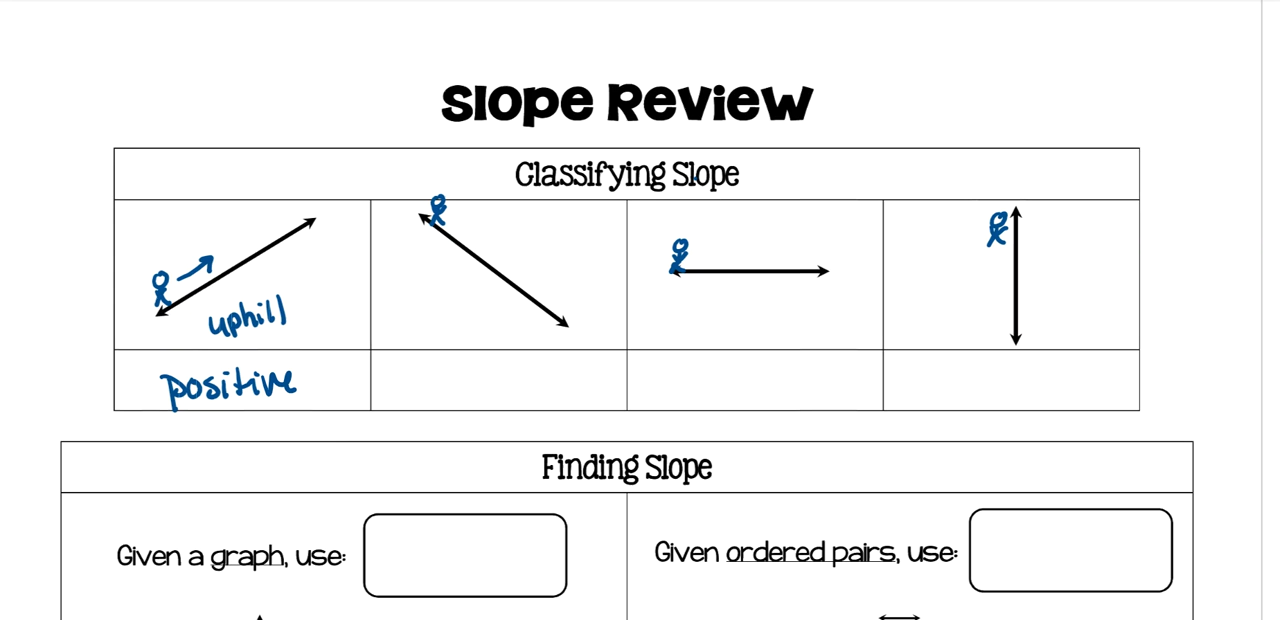 Slope Review
Classifying Slope
uphill
positive
Finding Slope
Given a graph, use:
Given ordered pairs, use: